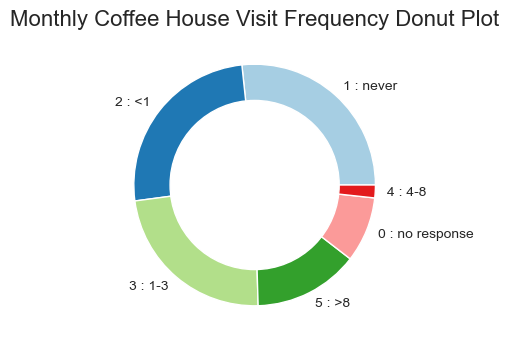 Monthly Coffee House Visit Frequency Donut Plot
1 : never
2 : <1
4 : 4-8
0 : no response
3 : 1-3
5 : >8